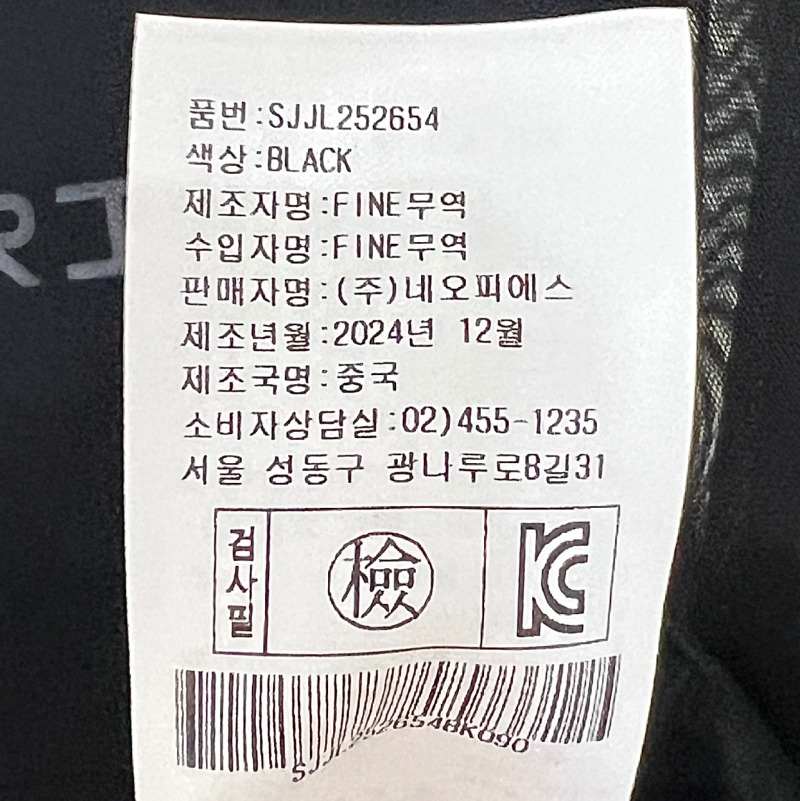 품번:SJJL252654
색상:BLACK
제조자명:FINE무역
수입자명:FINE무역
판매자명:(주)네오피에스
제조년월:2024년 12월
제조국명:중국
소비자상담실:02)455-1235
서울 성동구 광나루로8길31
검사필
檢
KC
SJJL252654BK090